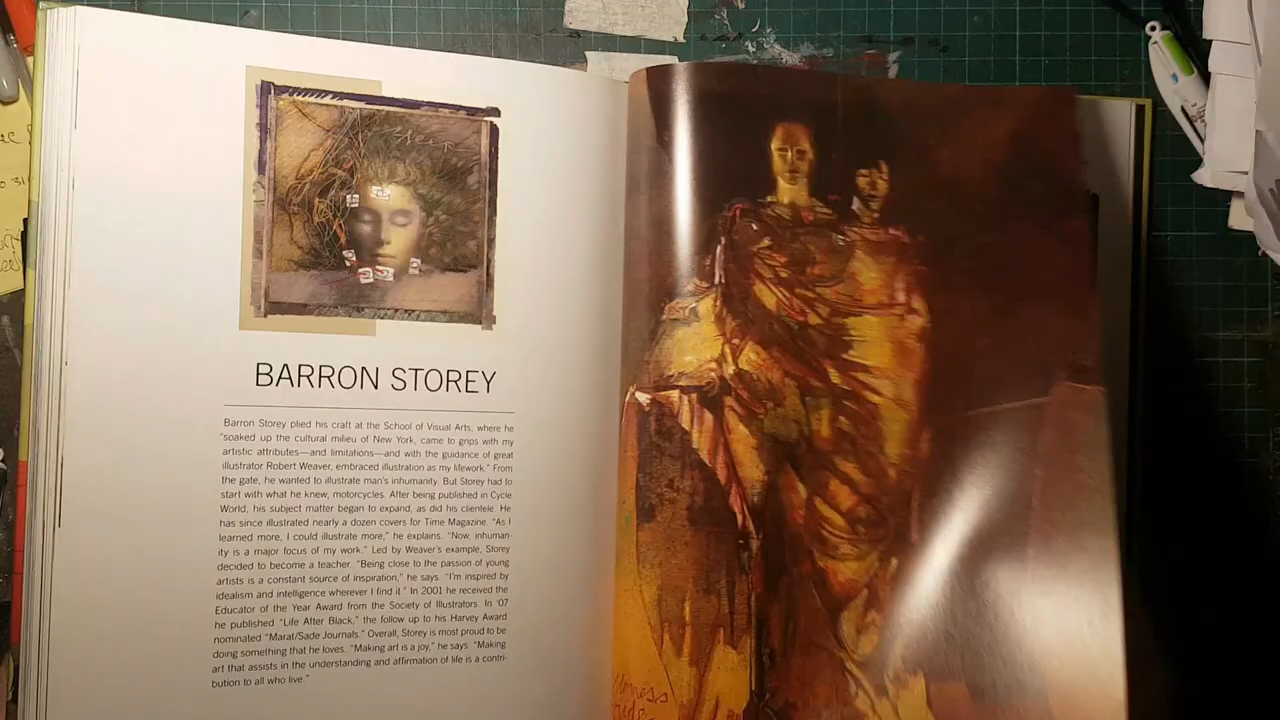 BARRON STOREY
Barron Storey plied his craft at the School of Visual Arts, where he
"soaked up the cultural milieu of New York, came to grips with my
artistic attributes—and limitations—and with the guidance of great
illustrator Robert Weaver, embraced illustration as my lifework." From
the gate, he wanted to illustrate man's inhumanity. But Storey had to
start with what he knew, motorcycles. After being published in Cycle
World, his subject matter began to expand, as did his clientele. He
has since illustrated nearly a dozen covers for Time Magazine. "As I
learned more, I could illustrate more," he explains. "Now, inhuman-
ity is a major focus of my work." Led by Weaver's example, Storey
decided to become a teacher. "Being close to the passion of young
artists is a constant source of inspiration," he says. "I'm inspired by
idealism and intelligence wherever I find it." In 2001 he received the
Educator of the Year Award from the Society of Illustrators. In '07
he published "Life After Black," the follow up to his Harvey Award
nominated "Marat/Sade Journals." Overall, Storey is most proud to be
doing something that he loves. "Making art is a joy," he says. "Making
art that assists in the understanding and affirmation of life is a contri-
bution to all who live."